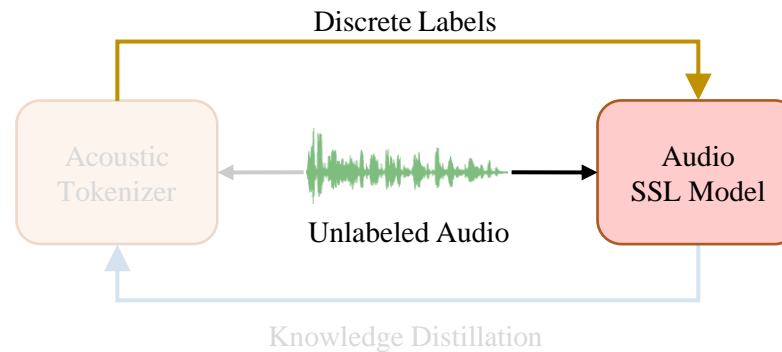 Discrete Labels
Acoustic
Tokenizer
Unlabeled Audio
Audio
SSL Model
Knowledge Distillation